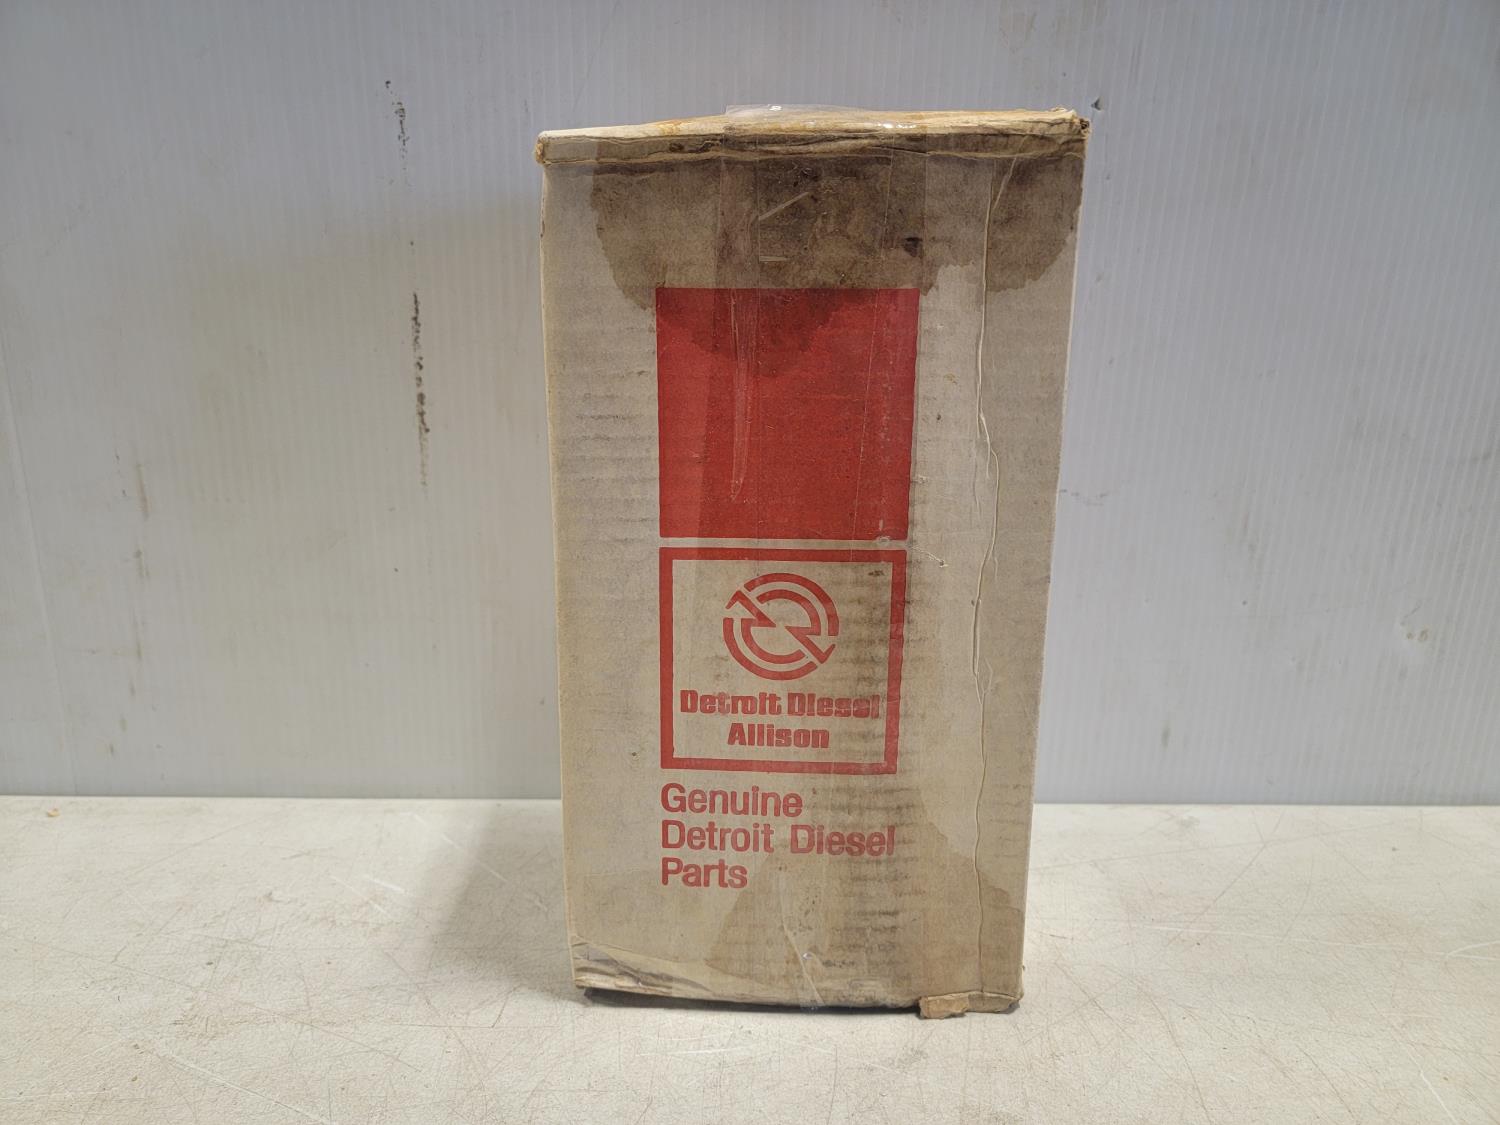 Detroit Diesel
Allison
Genuine
Detroit Diesel
Parts